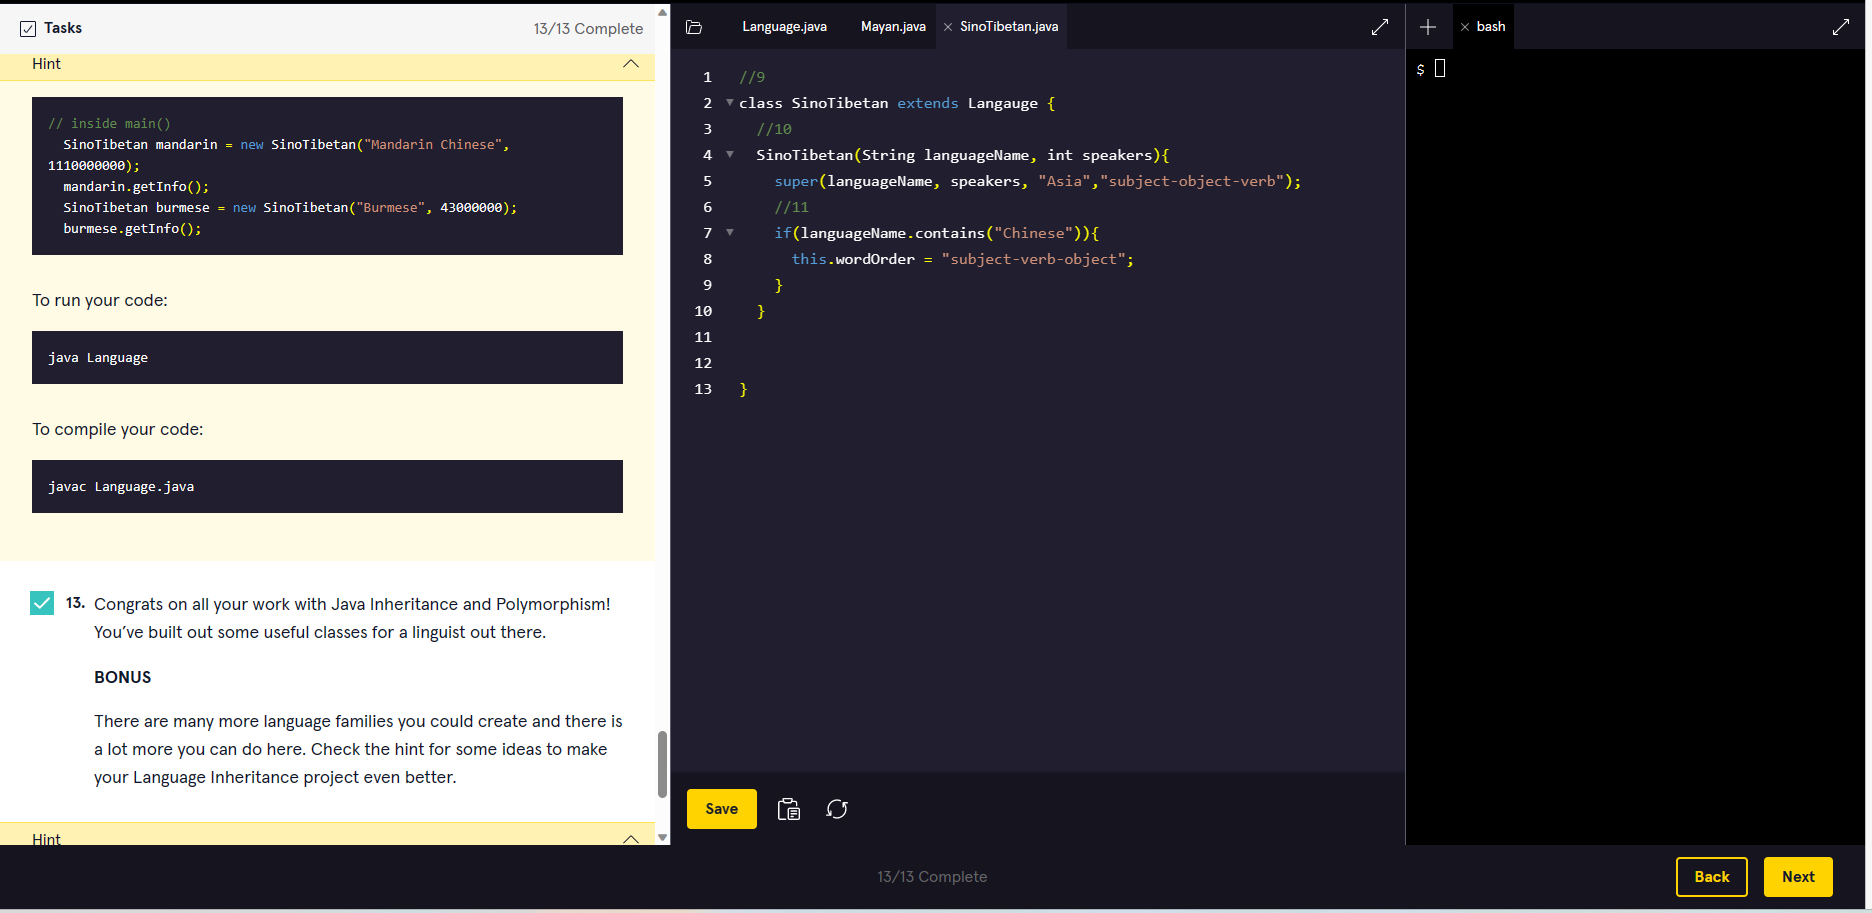 Tasks
13/13 Complete
Hint
// inside main()
SinoTibetan mandarin = new SinoTibetan("Mandarin Chinese",
1110000000);
mandarin.getInfo();
SinoTibetan burmese = new SinoTibetan("Burmese", 43000000);
burmese.getInfo();
To run your code:
java Language
To compile your code:
javac Language.java
13. Congrats on all your work with Java Inheritance and Polymorphism!
You've built out some useful classes for a linguist out there.
BONUS
There are many more language families you could create and there is
a lot more you can do here. Check the hint for some ideas to make
your Language Inheritance project even better.
Hint
Language.java
Mayan.java
SinoTibetan.java
1 //9
2 class SinoTibetan extends Langauge {
3 //10
4 SinoTibetan(String languageName, int speakers){
5 super(languageName, speakers, "Asia","subject-object-verb");
6 //11
7 if(languageName.contains("Chinese")){
8 this.wordOrder = "subject-verb-object";
9 }
10 }
11
12
13 }
Save
bash
$
13/13 Complete
Back
Next